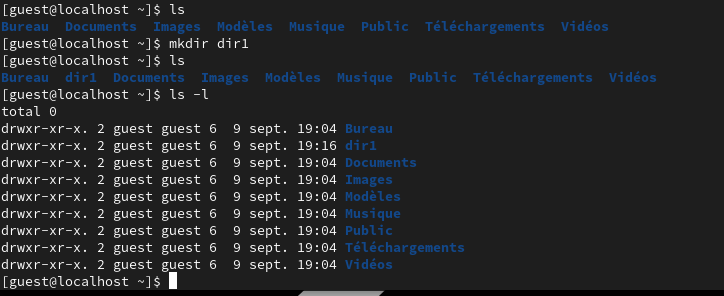 [guest@localhost ~]$ ls
Bureau  Documents  Images  Modèles  Musique  Public  Téléchargements  Vidéos
[guest@localhost ~]$ mkdir dir1
[guest@localhost ~]$ ls
Bureau  dir1  Documents  Images  Modèles  Musique  Public  Téléchargements  Vidéos
[guest@localhost ~]$ ls -l
total 0
drwxr-xr-x. 2 guest guest 6  9 sept. 19:04 Bureau
drwxr-xr-x. 2 guest guest 6  9 sept. 19:16 dir1
drwxr-xr-x. 2 guest guest 6  9 sept. 19:04 Documents
drwxr-xr-x. 2 guest guest 6  9 sept. 19:04 Images
drwxr-xr-x. 2 guest guest 6  9 sept. 19:04 Modèles
drwxr-xr-x. 2 guest guest 6  9 sept. 19:04 Musique
drwxr-xr-x. 2 guest guest 6  9 sept. 19:04 Public
drwxr-xr-x. 2 guest guest 6  9 sept. 19:04 Téléchargements
drwxr-xr-x. 2 guest guest 6  9 sept. 19:04 Vidéos
[guest@localhost ~]$